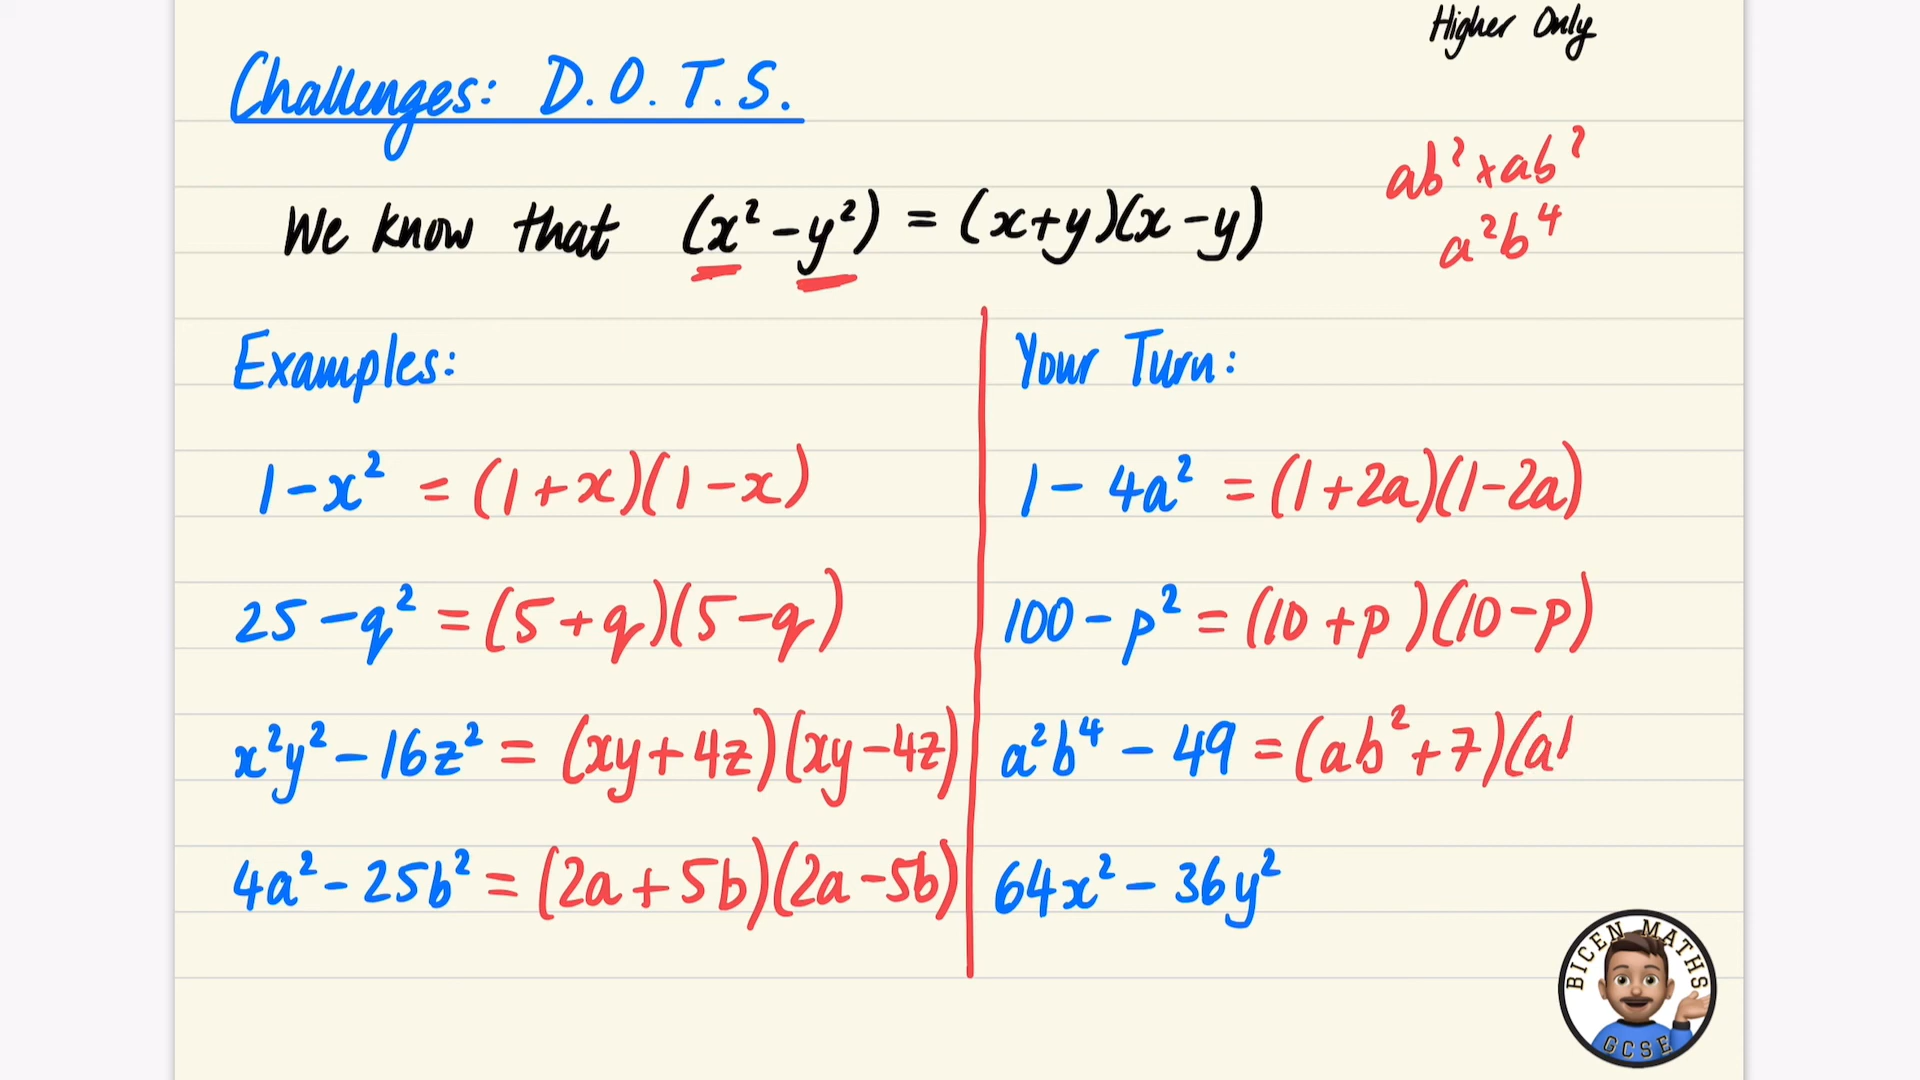 Higher Only
Challenges: D.O.T.S.
ab² × ab²
a²b⁴
We know that (x² - y²) = (x+y)(x-y)
Examples:
1 - x² = (1+x)(1-x)
25 - q² = (5+q)(5-q)
x²y² - 16z² = (xy+4z)(xy-4z)
4a² - 25b² = (2a+5b)(2a-5b)
Your Turn:
1 - 4a² = (1+2a)(1-2a)
100 - p² = (10+p)(10-p)
a²b⁴ - 49 = (ab²+7)(a
64x² - 36y²
BICEN MATHS
GCSE